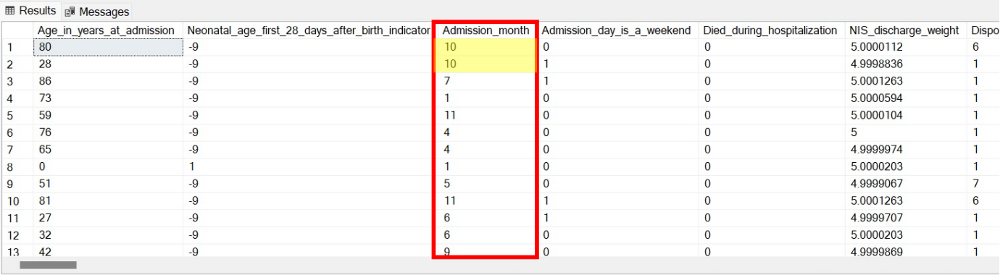 Results Messages
Age_in_years_at_admission Neonatal_age_first_28_days_after_birth_indicator Admission_month Admission_day_is_a_weekend Died_during_hospitalization NIS_discharge_weight Dispo
1 80 -9 10 0 0 5.0000112 6
2 28 -9 10 1 0 4.9998836 1
3 86 -9 7 1 0 5.0001263 1
4 73 -9 1 0 0 5.0000594 1
5 59 -9 11 0 0 5.0000104 1
6 76 -9 4 0 0 5 1
7 65 -9 4 0 0 4.9999974 1
8 0 1 1 0 0 5.0000203 1
9 51 -9 5 0 0 4.9999067 7
10 81 -9 11 1 0 5.0001263 6
11 27 -9 6 1 0 4.9999707 1
12 32 -9 6 0 0 5.0000203 1
13 42 -9 9 0 0 4.9999869 1